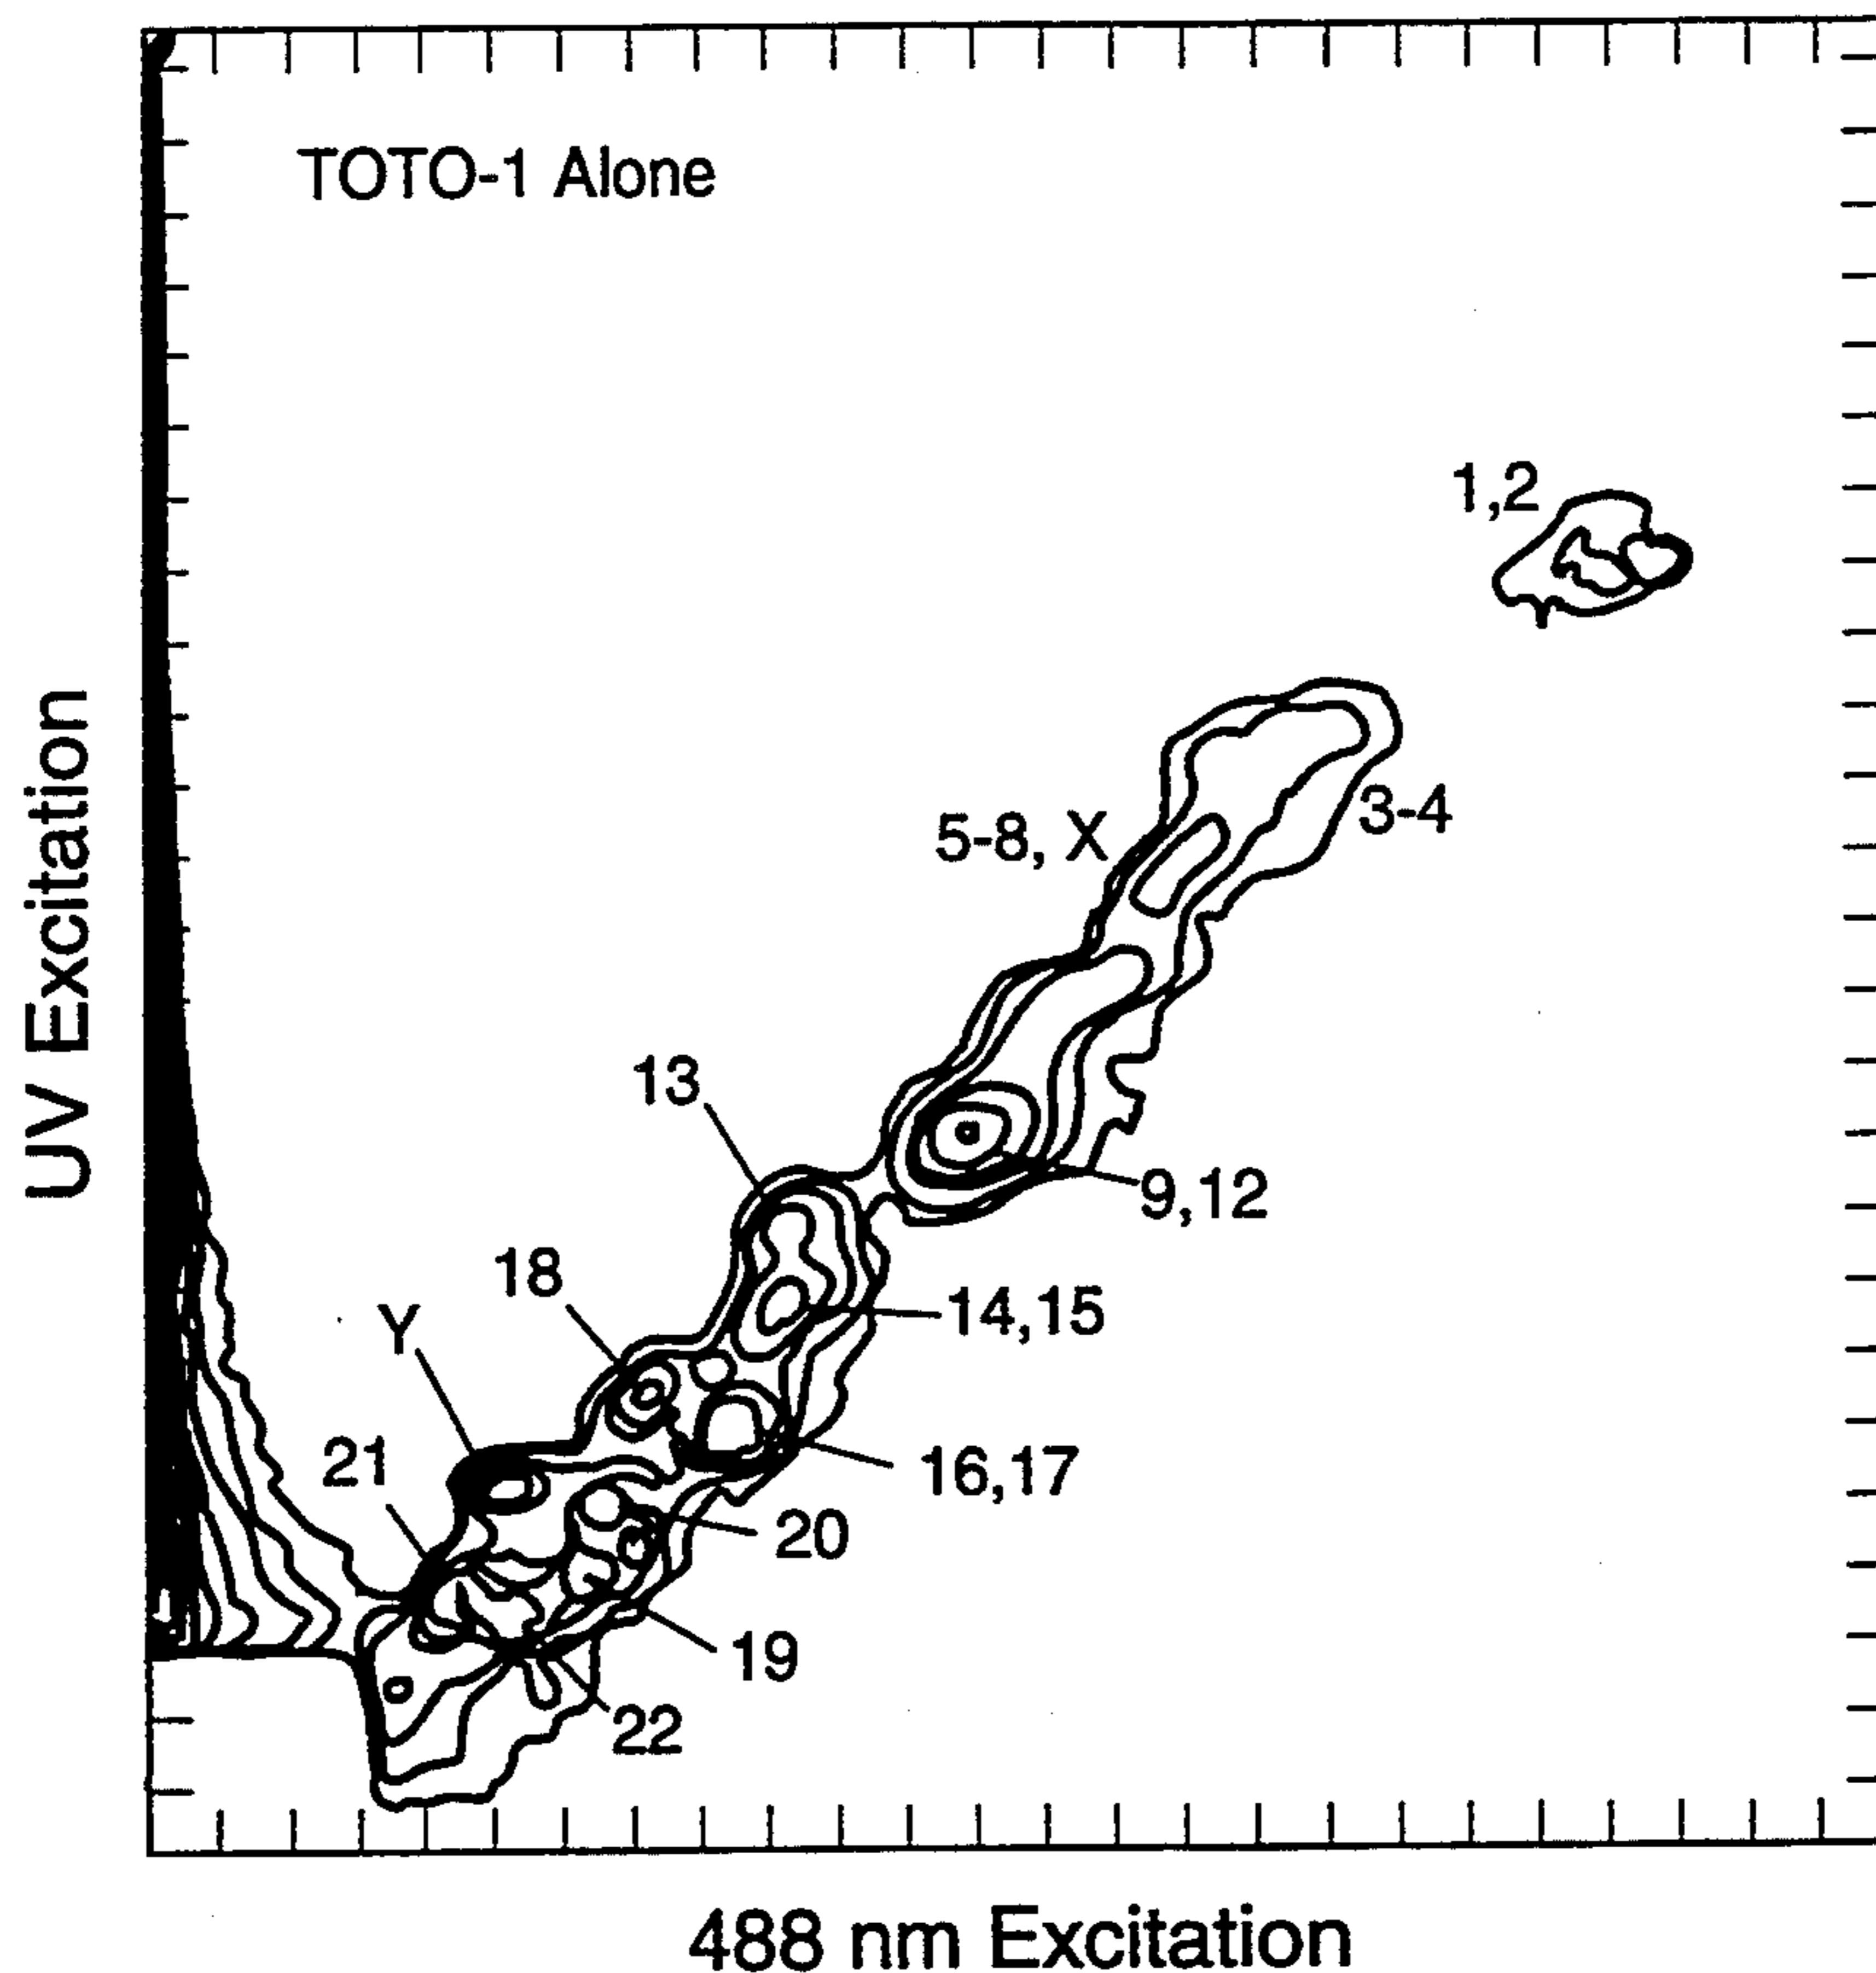 TOTO-1 Alone
1,2
3-4
5-8, X
13
9,12
18
14,15
Y
21
16,17
20
19
22
UV Excitation
488 nm Excitation